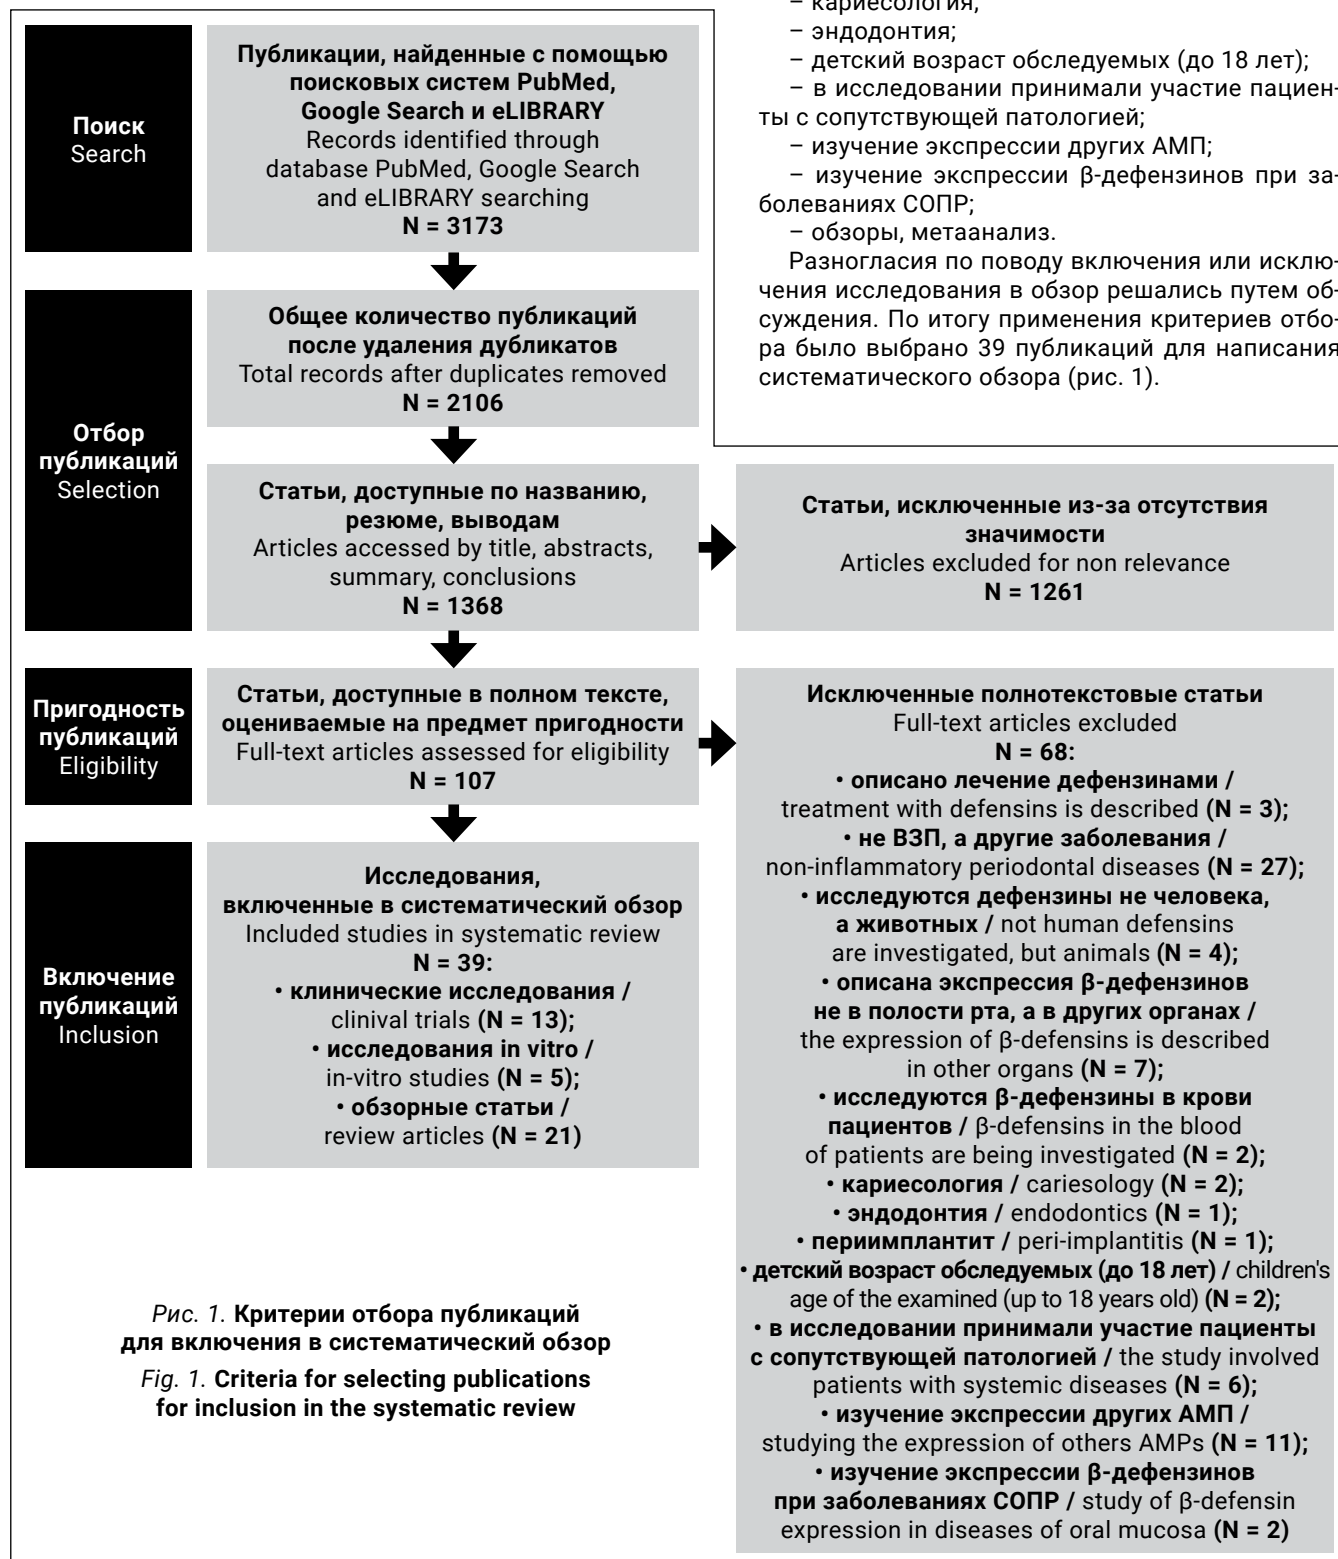 – кариесология;
– эндодонтия;
– детский возраст обследуемых (до 18 лет);
– в исследовании принимали участие пациен-
ты с сопутствующей патологией;
– изучение экспрессии других АМП;
– изучение экспрессии β-дефензинов при за-
болеваниях СОПР;
– обзоры, метаанализ.
Разногласия по поводу включения или исклю-
чения исследования в обзор решались путем об-
суждения. По итогу применения критериев отбо-
ра было выбрано 39 публикаций для написания
систематического обзора (рис. 1).
Поиск
Search
Публикации, найденные с помощью
поисковых систем PubMed,
Google Search и eLIBRARY
Records identified through
database PubMed, Google Search
and eLIBRARY searching
N = 3173
Отбор
публикаций
Selection
Общее количество публикаций
после удаления дубликатов
Total records after duplicates removed
N = 2106
Статьи, доступные по названию,
резюме, выводам
Articles accessed by title, abstracts,
summary, conclusions
N = 1368
Статьи, исключенные из-за отсутствия
значимости
Articles excluded for non relevance
N = 1261
Пригодность
публикаций
Eligibility
Статьи, доступные в полном тексте,
оцениваемые на предмет пригодности
Full-text articles assessed for eligibility
N = 107
Исключенные полнотекстовые статьи
Full-text articles excluded
N = 68:
• описано лечение дефензинами /
treatment with defensins is described (N = 3);
• не ВЗП, а другие заболевания /
non-inflammatory periodontal diseases (N = 27);
• исследуются дефензины не человека,
а животных / not human defensins
are investigated, but animals (N = 4);
• описана экспрессия β-дефензинов
не в полости рта, а в других органах /
the expression of β-defensins is described
in other organs (N = 7);
• исследуются β-дефензины в крови
пациентов / β-defensins in the blood
of patients are being investigated (N = 2);
• кариесология / cariesology (N = 2);
• эндодонтия / endodontics (N = 1);
• периимплантит / peri-implantitis (N = 1);
• детский возраст обследуемых (до 18 лет) / children's
age of the examined (up to 18 years old) (N = 2);
• в исследовании принимали участие пациенты
с сопутствующей патологией / the study involved
patients with systemic diseases (N = 6);
• изучение экспрессии других АМП /
studying the expression of others AMPs (N = 11);
• изучение экспрессии β-дефензинов
при заболеваниях СОПР / study of β-defensin
expression in diseases of oral mucosa (N = 2)
Включение
публикаций
Inclusion
Исследования,
включенные в систематический обзор
Included studies in systematic review
N = 39:
• клинические исследования /
clinival trials (N = 13);
• исследования in vitro /
in-vitro studies (N = 5);
• обзорные статьи /
review articles (N = 21)
Рис. 1. Критерии отбора публикаций
для включения в систематический обзор
Fig. 1. Criteria for selecting publications
for inclusion in the systematic review